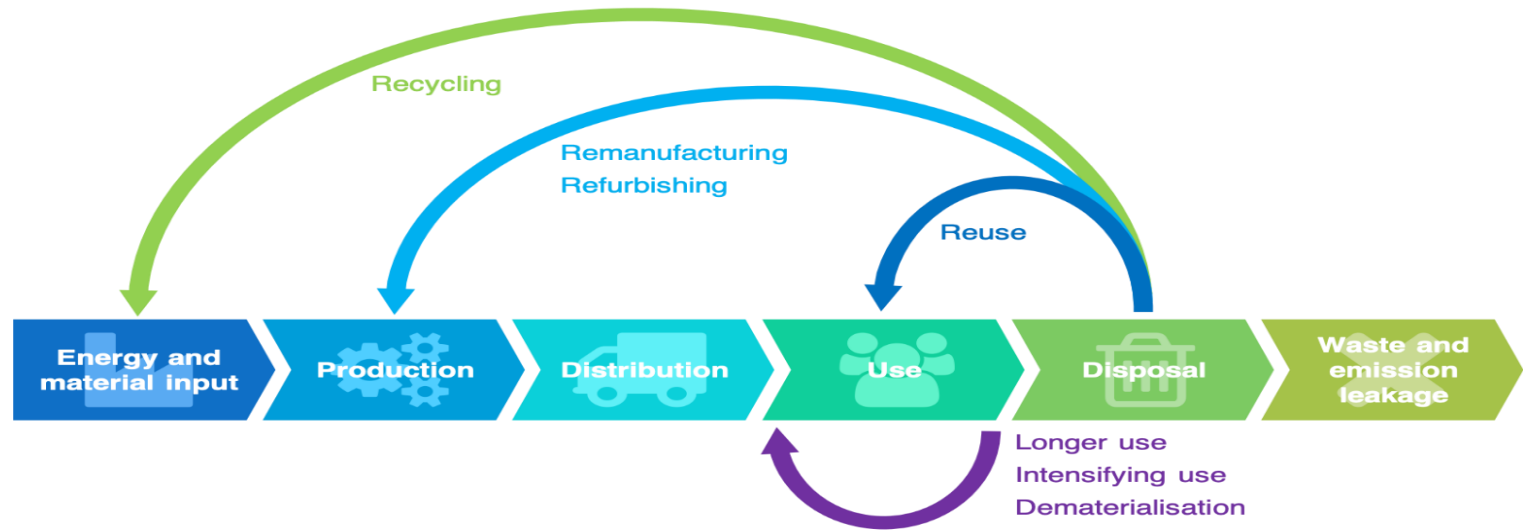 Recycling
Remanufacturing
Refurbishing
Reuse
Energy and
material input
Production
Distribution
Use
Disposal
Waste and
emission
leakage
Longer use
Intensifying use
Dematerialisation